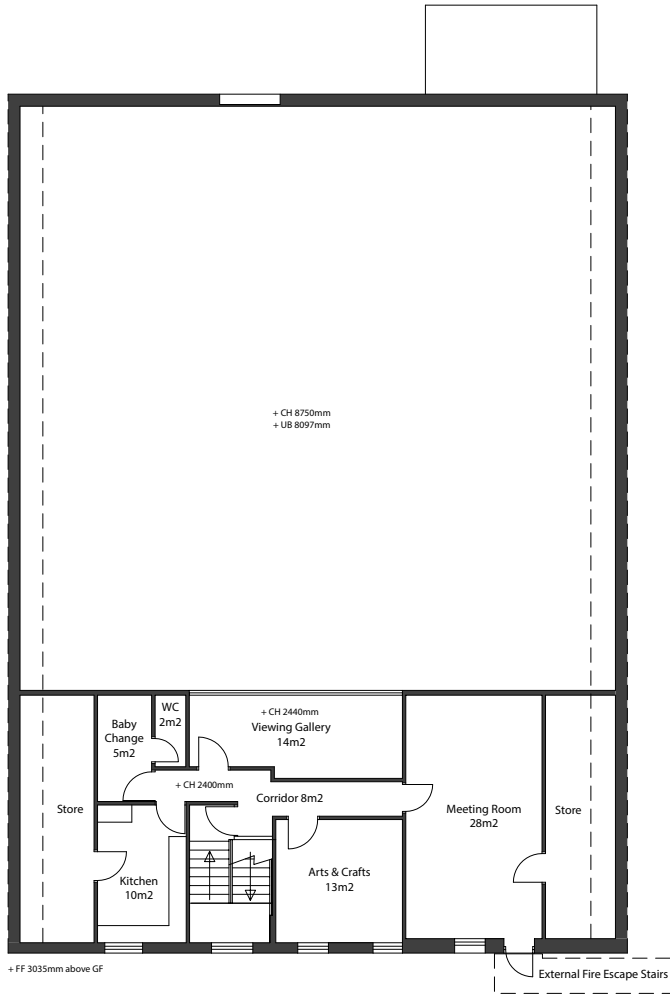 + CH 8750mm
+ UB 8097mm
WC
2m2
+ CH 2440mm
Viewing Gallery
14m2
Baby
Change
5m2
+ CH 2400mm
Corridor 8m2
Store
Meeting Room
28m2
Store
Kitchen
10m2
Arts & Crafts
13m2
+ FF 3035mm above GF
External Fire Escape Stairs